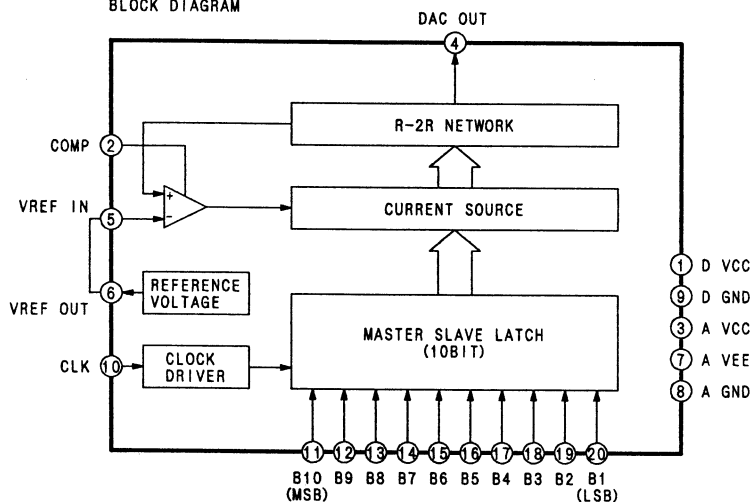 BLOCK DIAGRAM
DAC OUT
4
R-2R NETWORK
COMP 2
+
VREF IN 5
-
CURRENT SOURCE
6
VREF OUT
REFERENCE
VOLTAGE
1 D VCC
9 D GND
3 A VCC
7 A VEE
8 A GND
MASTER SLAVE LATCH
(10BIT)
CLK 10
CLOCK
DRIVER
11 12 13 14 15 16 17 18 19 20
B10 B9 B8 B7 B6 B5 B4 B3 B2 B1
(MSB) (LSB)